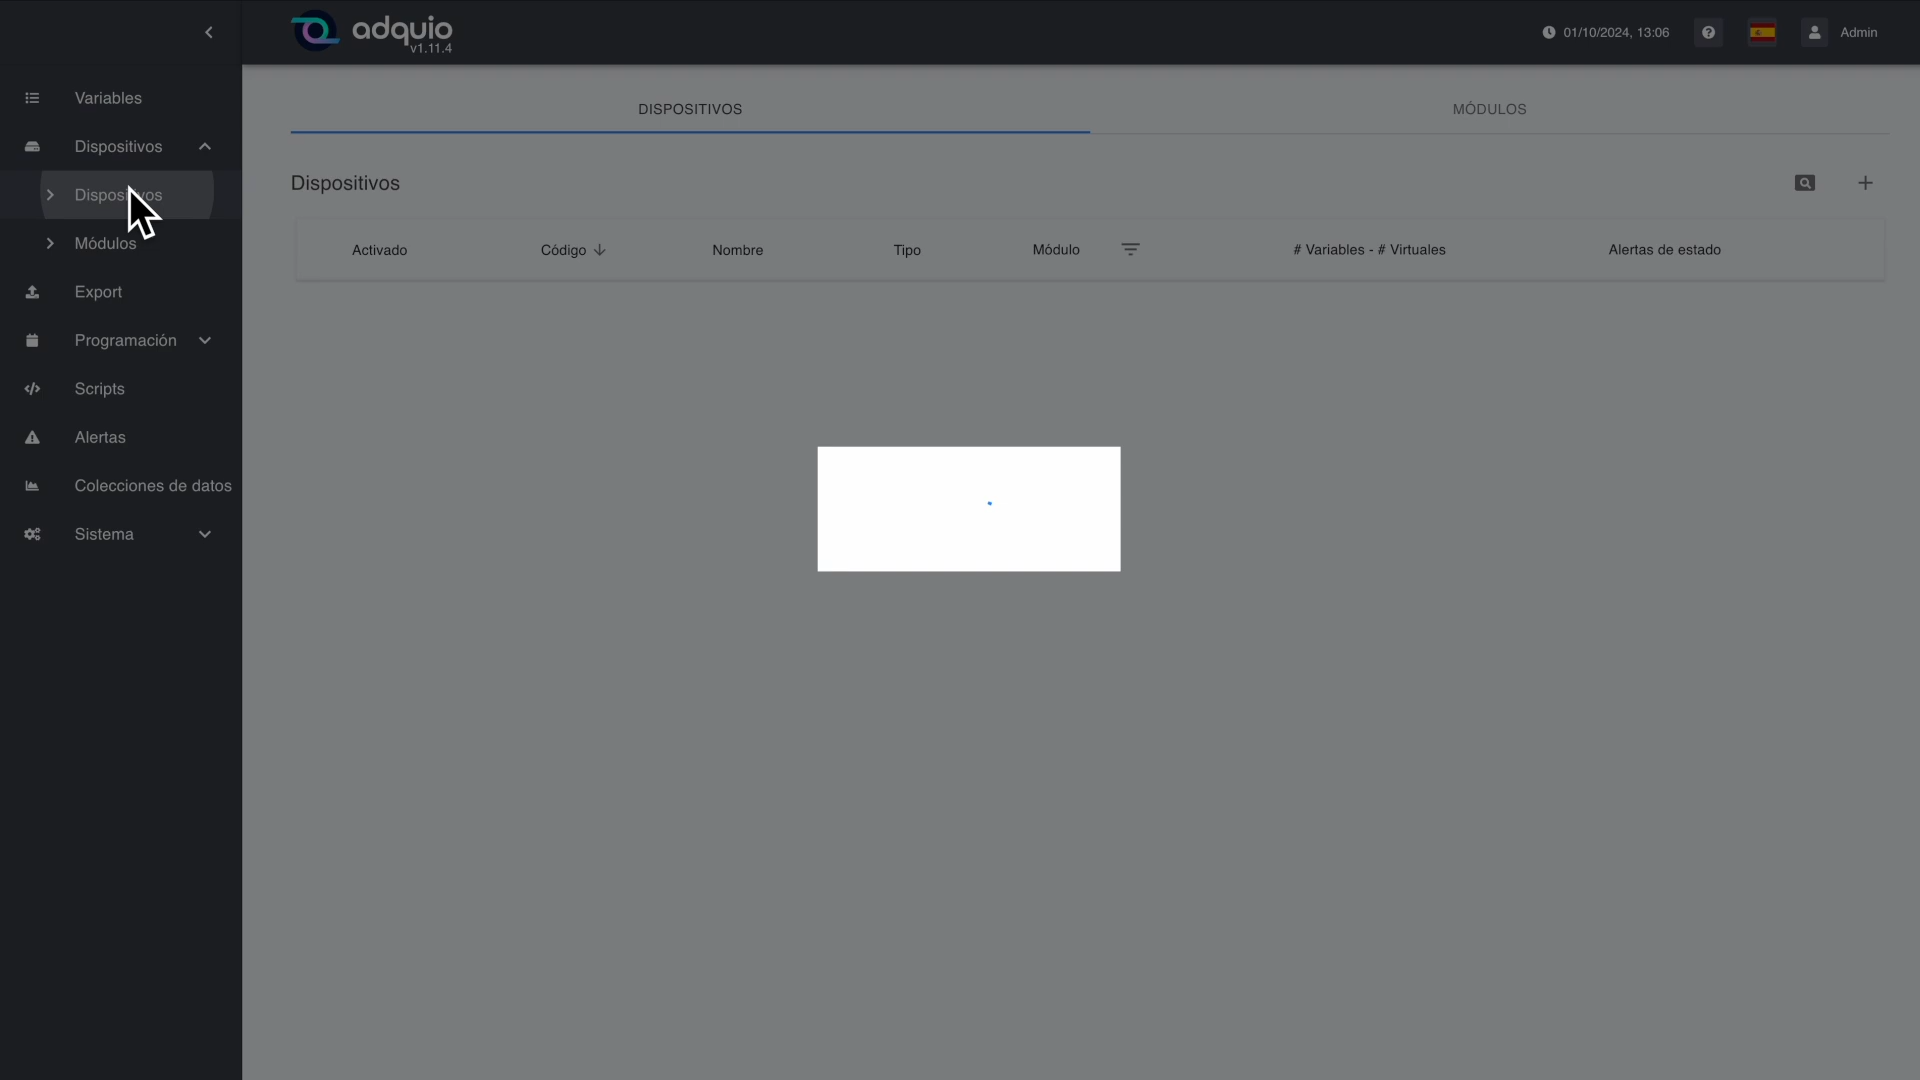 adquio
v1.11.4
01/10/2024, 13:06
Admin
Variables
Dispositivos
Dispositivos
Módulos
Export
Programación
Scripts
Alertas
Colecciones de datos
Sistema
DISPOSITIVOS
MÓDULOS
Dispositivos
Activado
Código
Nombre
Tipo
Módulo
# Variables - # Virtuales
Alertas de estado